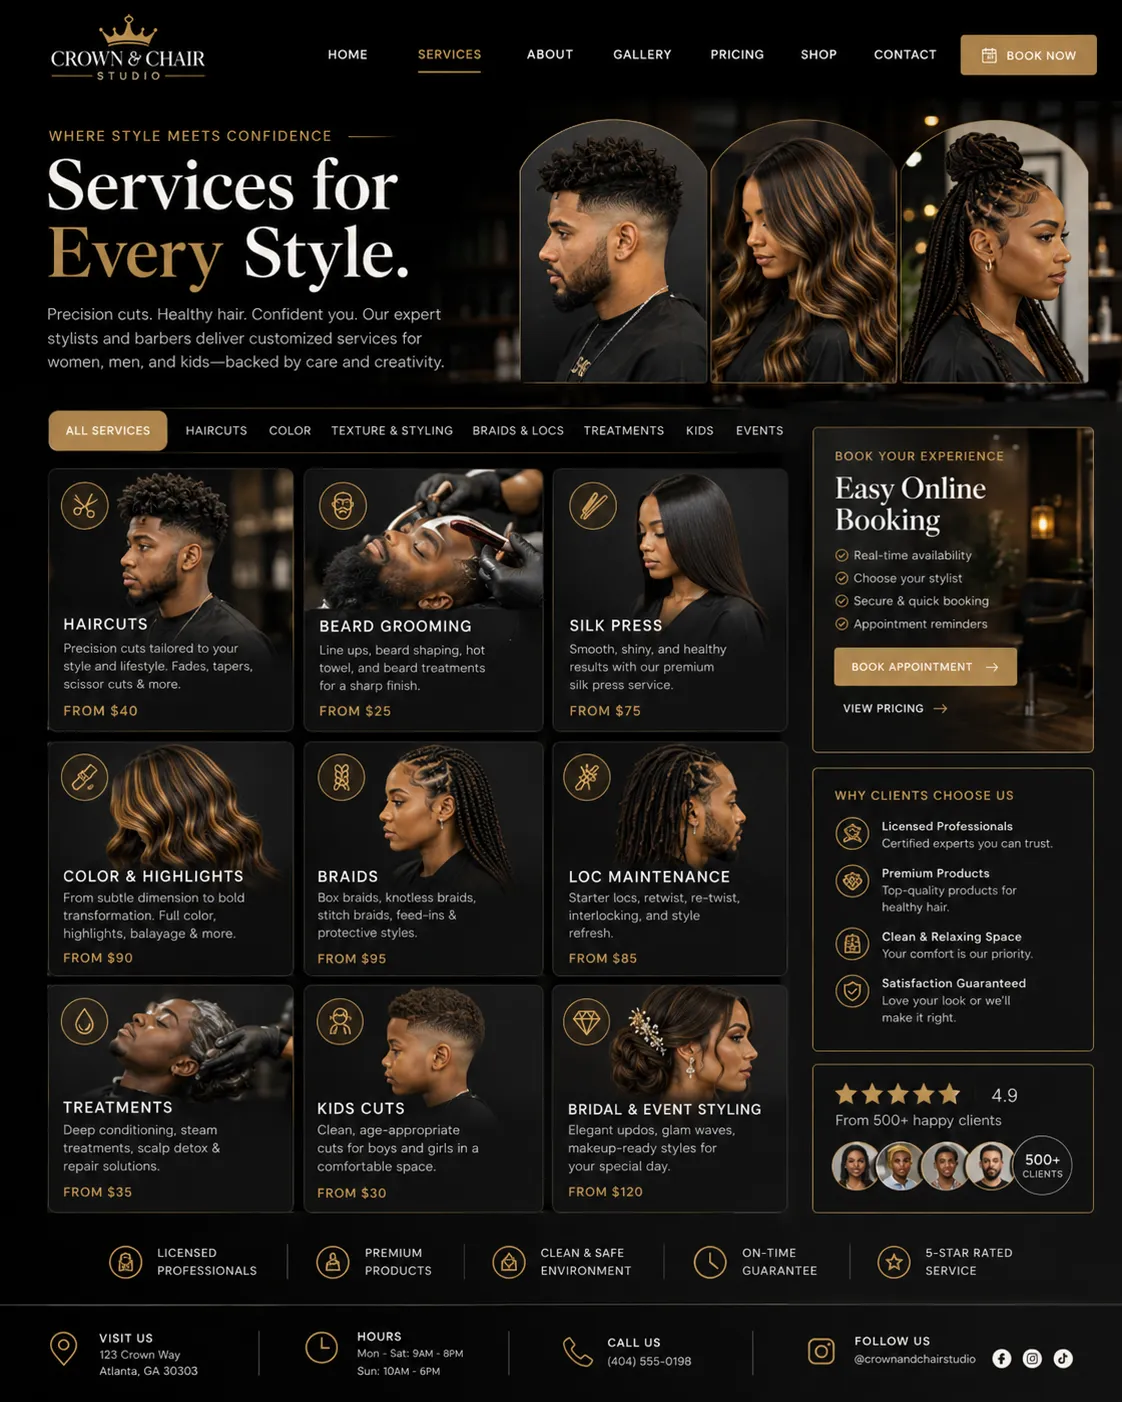 CROWN & CHAIR
STUDIO
HOME
SERVICES
ABOUT
GALLERY
PRICING
SHOP
CONTACT
BOOK NOW
WHERE STYLE MEETS CONFIDENCE
Services for
Every Style.
Precision cuts. Healthy hair. Confident you. Our expert
stylists and barbers deliver customized services for
women, men, and kids—backed by care and creativity.
ALL SERVICES
HAIRCUTS
COLOR
TEXTURE & STYLING
BRAIDS & LOCS
TREATMENTS
KIDS
EVENTS
HAIRCUTS
Precision cuts tailored to your
style and lifestyle. Fades, tapers,
scissor cuts & more.
FROM $40
BEARD GROOMING
Line ups, beard shaping, hot
towel, and beard treatments
for a sharp finish.
FROM $25
SILK PRESS
Smooth, shiny, and healthy
results with our premium
silk press service.
FROM $75
COLOR & HIGHLIGHTS
From subtle dimension to bold
transformation. Full color,
highlights, balayage & more.
FROM $90
BRAIDS
Box braids, knotless braids,
stitch braids, feed-ins &
protective styles.
FROM $95
LOC MAINTENANCE
Starter locs, retwist, re-twist,
interlocking, and style
refresh.
FROM $85
TREATMENTS
Deep conditioning, steam
treatments, scalp detox &
repair solutions.
FROM $35
KIDS CUTS
Clean, age-appropriate
cuts for boys and girls in a
comfortable space.
FROM $30
BRIDAL & EVENT STYLING
Elegant updos, glam waves,
makeup-ready styles for
your special day.
FROM $120
BOOK YOUR EXPERIENCE
Easy Online
Booking
Real-time availability
Choose your stylist
Secure & quick booking
Appointment reminders
BOOK APPOINTMENT
VIEW PRICING
WHY CLIENTS CHOOSE US
Licensed Professionals
Certified experts you can trust.
Premium Products
Top-quality products for
healthy hair.
Clean & Relaxing Space
Your comfort is our priority.
Satisfaction Guaranteed
Love your look or we'll
make it right.
4.9
From 500+ happy clients
500+
CLIENTS
LICENSED
PROFESSIONALS
PREMIUM
PRODUCTS
CLEAN & SAFE
ENVIRONMENT
ON-TIME
GUARANTEE
5-STAR RATED
SERVICE
VISIT US
123 Crown Way
Atlanta, GA 30303
HOURS
Mon - Sat: 9AM - 8PM
Sun: 10AM - 6PM
CALL US
(404) 555-0198
FOLLOW US
@crownandchairstudio